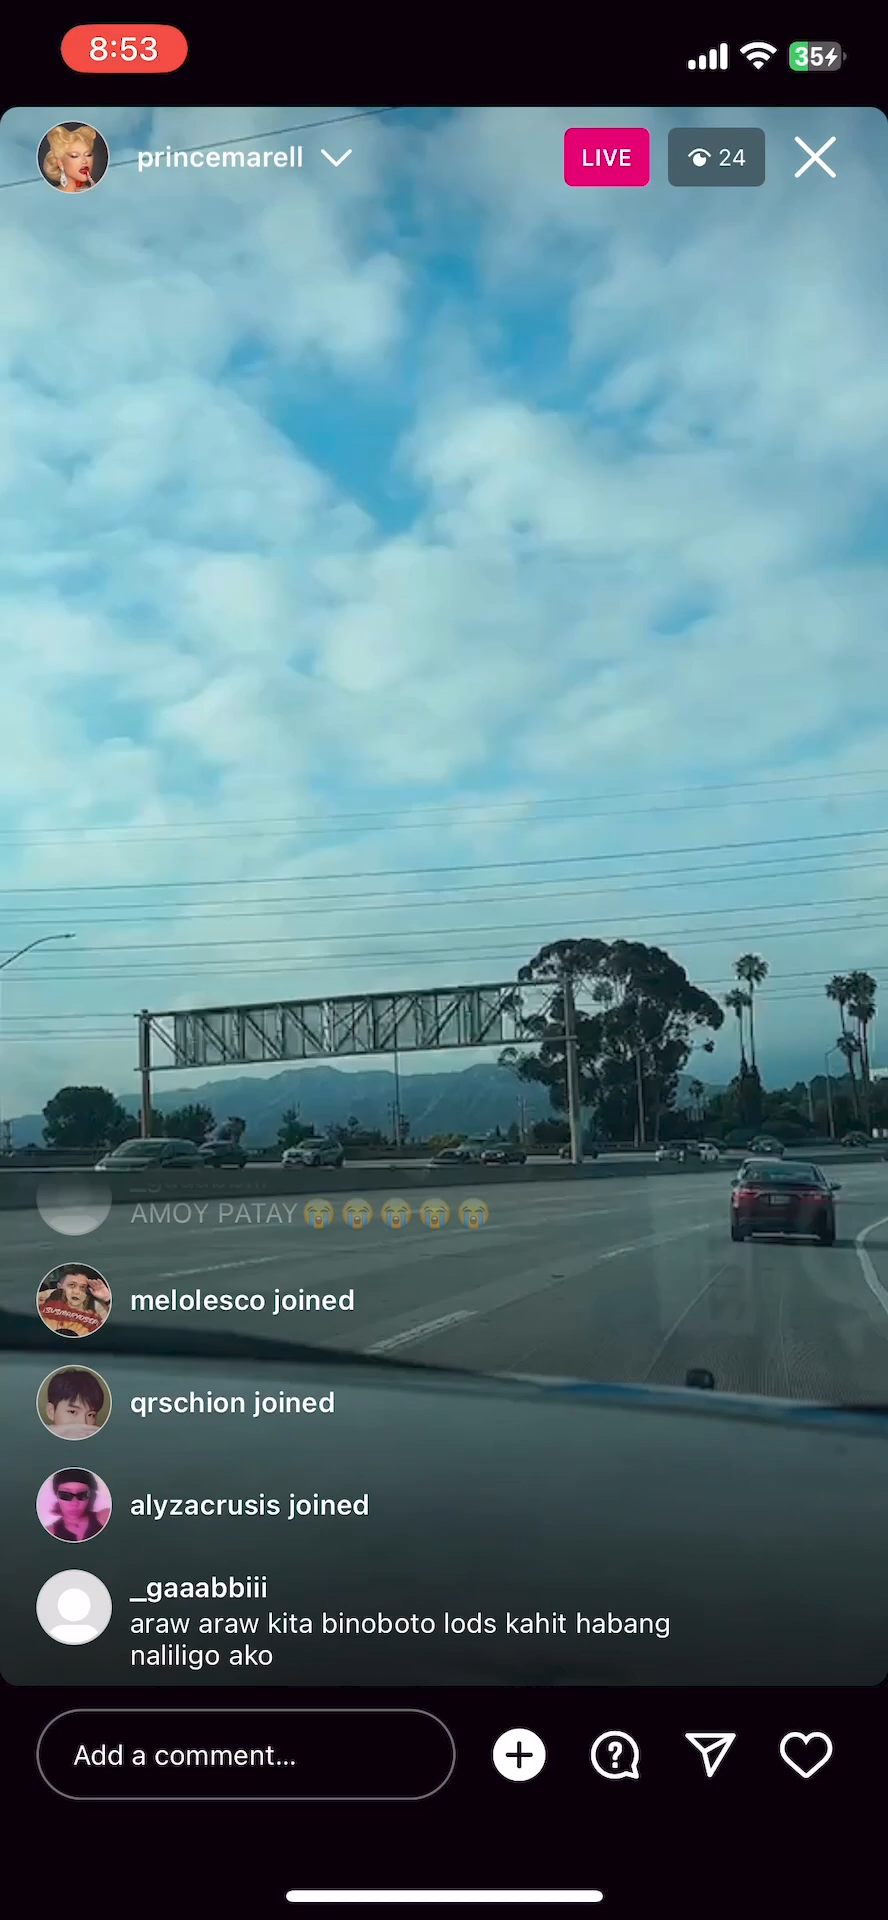 8:53
35
princemarell
LIVE
24
AMOY PATAY😭😭😭😭😭
melolesco joined
qrschion joined
alyzacrusis joined
_gaaabbiii
araw araw kita binoboto lods kahit habang
naliligo ako
Add a comment...